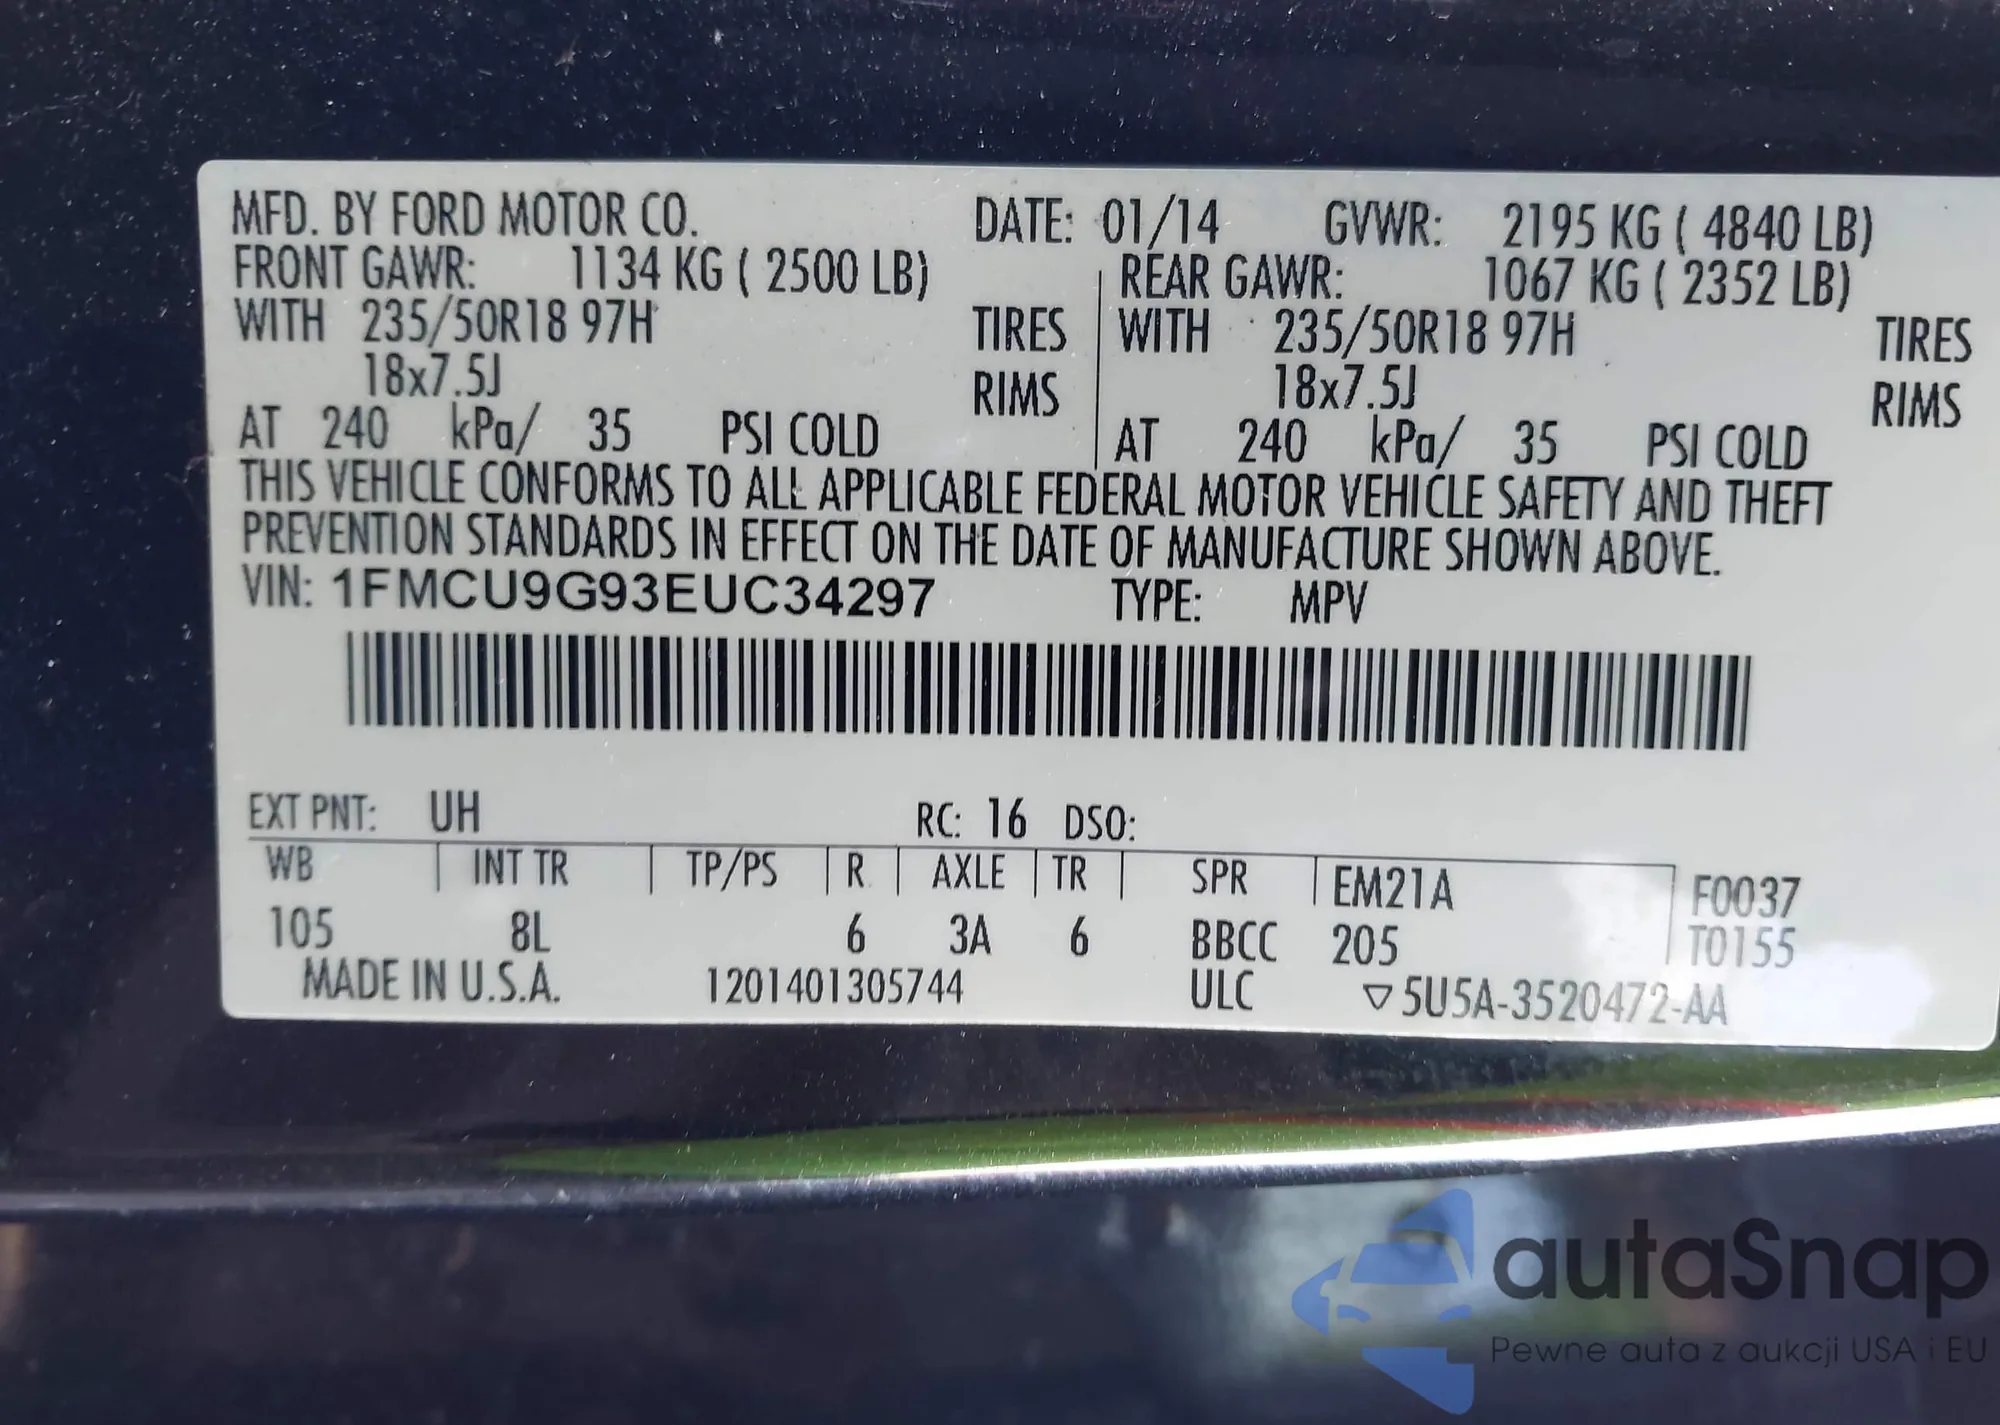 MFD. BY FORD MOTOR CO. DATE: 01/14 GVWR: 2195 KG ( 4840 LB)
FRONT GAWR: 1134 KG ( 2500 LB) REAR GAWR: 1067 KG ( 2352 LB)
WITH 235/50R18 97H TIRES WITH 235/50R18 97H TIRES
18x7.5J RIMS 18x7.5J RIMS
AT 240 kPa/ 35 PSI COLD AT 240 kPa/ 35 PSI COLD
THIS VEHICLE CONFORMS TO ALL APPLICABLE FEDERAL MOTOR VEHICLE SAFETY AND THEFT
PREVENTION STANDARDS IN EFFECT ON THE DATE OF MANUFACTURE SHOWN ABOVE.
VIN: 1FMCU9G93EUC34297 TYPE: MPV
EXT PNT: UH RC: 16 DSO:
WB INT TR TP/PS R AXLE TR SPR EM21A F0037
105 8L 6 3A 6 BBCC 205 T0155
MADE IN U.S.A. 1201401305744 ULC ▽5U5A-3520472-AA
autaSnap
Pewne auta z aukcji USA i EU